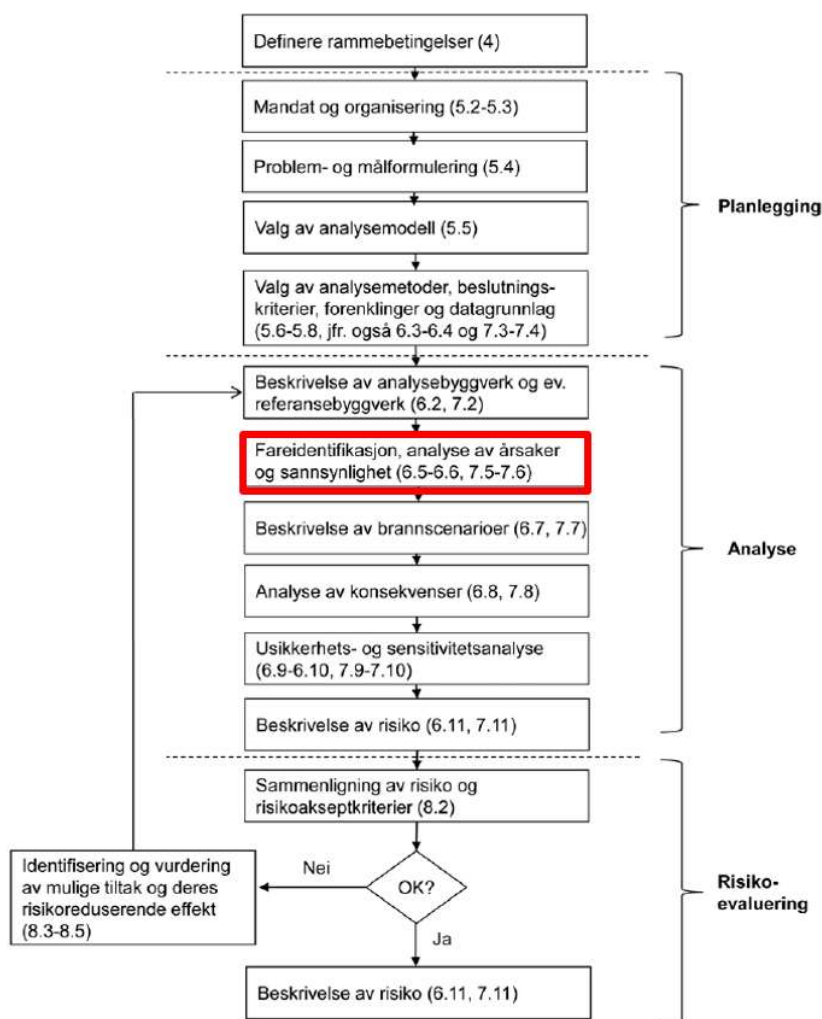 Definere rammebetingelser (4)
Mandat og organisering (5.2-5.3)
Problem- og målformulering (5.4)
Valg av analysemodell (5.5)
Valg av analysemetoder, beslutnings-
kriterier, forenklinger og datagrunnlag
(5.6-5.8, jfr. også 6.3-6.4 og 7.3-7.4)
Planlegging
Beskrivelse av analysebyggverk og ev.
referansebyggverk (6.2, 7.2)
Fareidentifikasjon, analyse av årsaker
og sannsynlighet (6.5-6.6, 7.5-7.6)
Beskrivelse av brannscenarioer (6.7, 7.7)
Analyse av konsekvenser (6.8, 7.8)
Usikkerhets- og sensitivitetsanalyse
(6.9-6.10, 7.9-7.10)
Beskrivelse av risiko (6.11, 7.11)
Analyse
Sammenligning av risiko og
risikoakseptkriterier (8.2)
OK?
Nei
Identifisering og vurdering
av mulige tiltak og deres
risikoreduserende effekt
(8.3-8.5)
Ja
Beskrivelse av risiko (6.11, 7.11)
Risiko-
evaluering